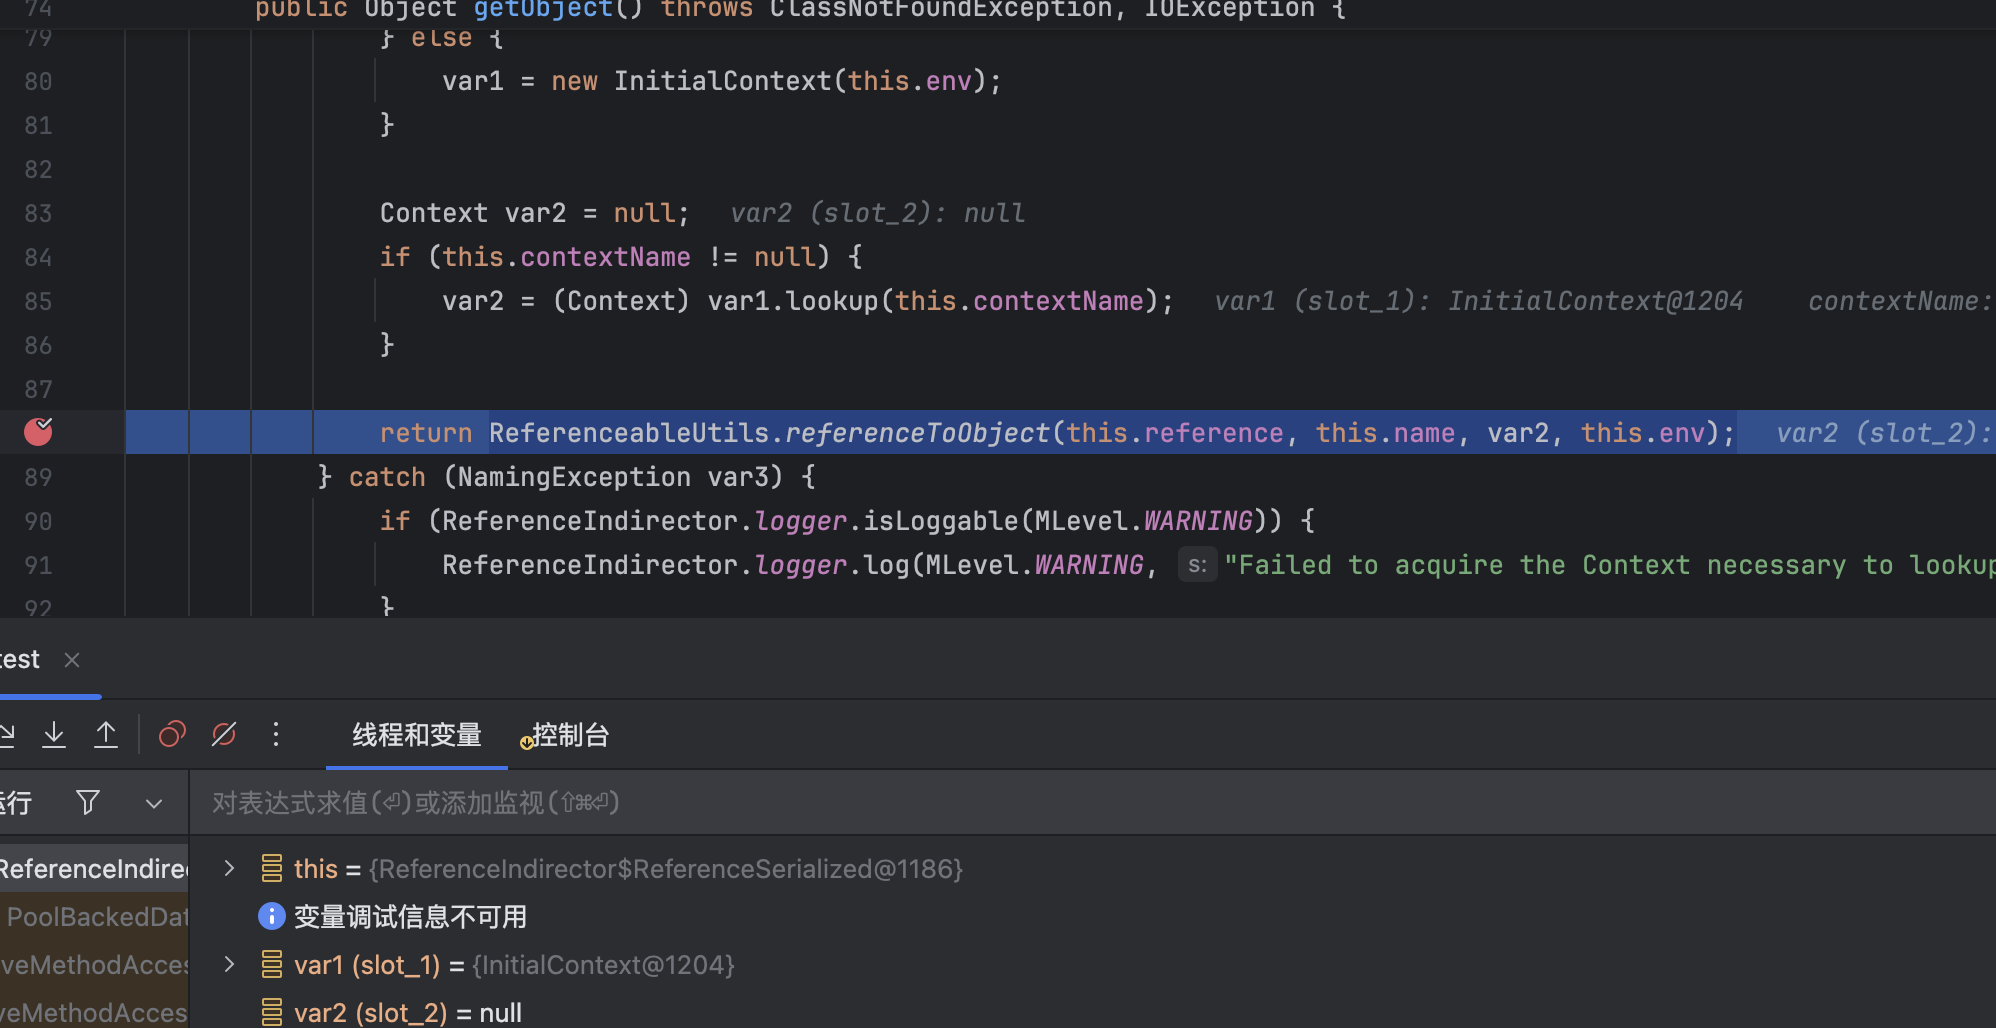 74 public Object getObject() throws ClassNotFoundException, IOException {
79 } else {
80 var1 = new InitialContext(this.env);
81 }
82
83 Context var2 = null; var2 (slot_2): null
84 if (this.contextName != null) {
85 var2 = (Context) var1.lookup(this.contextName); var1 (slot_1): InitialContext@1204 contextName:
86 }
87
return ReferenceableUtils.referenceToObject(this.reference, this.name, var2, this.env); var2 (slot_2):
89 } catch (NamingException var3) {
90 if (ReferenceIndirector.logger.isLoggable(MLevel.WARNING)) {
91 ReferenceIndirector.logger.log(MLevel.WARNING, s: "Failed to acquire the Context necessary to lookup
92 }
test
线程和变量 控制台
运行 对表达式求值(⏎)或添加监视(⇧⌘⏎)
ReferenceIndire this = {ReferenceIndirector$ReferenceSerialized@1186}
PoolBackedDat 变量调试信息不可用
veMethodAcces var1 (slot_1) = {InitialContext@1204}
veMethodAcces var2 (slot_2) = null